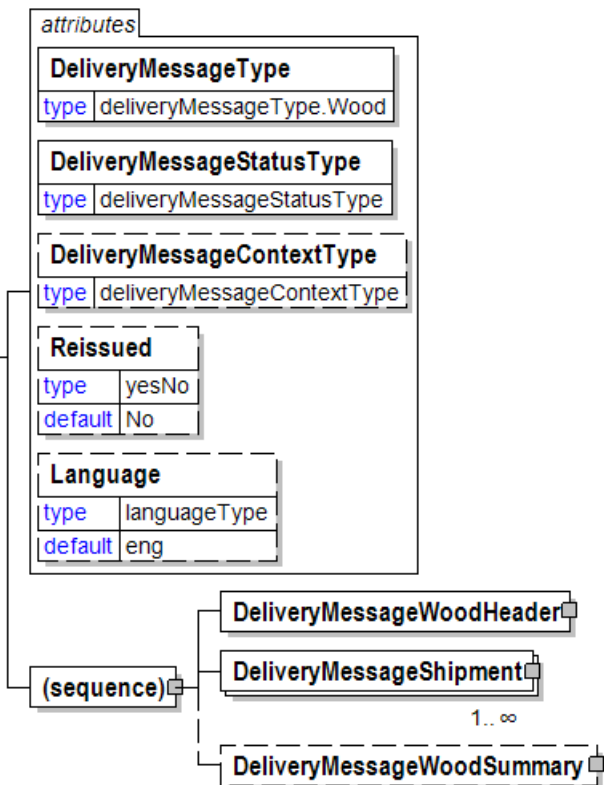 attributes
DeliveryMessageType
type deliveryMessageType.Wood
DeliveryMessageStatusType
type deliveryMessageStatusType
DeliveryMessageContextType
type deliveryMessageContextType
Reissued
type yesNo
default No
Language
type languageType
default eng
DeliveryMessageWoodHeader
(sequence)
DeliveryMessageShipment
1.. ∞
DeliveryMessageWoodSummary